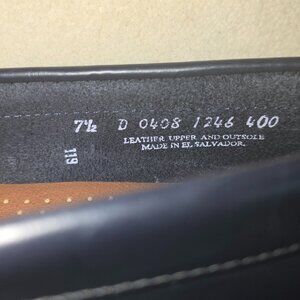 7½ D 0408 1246 400
LEATHER UPPER AND OUTSOLE
MADE IN EL SALVADOR.
119